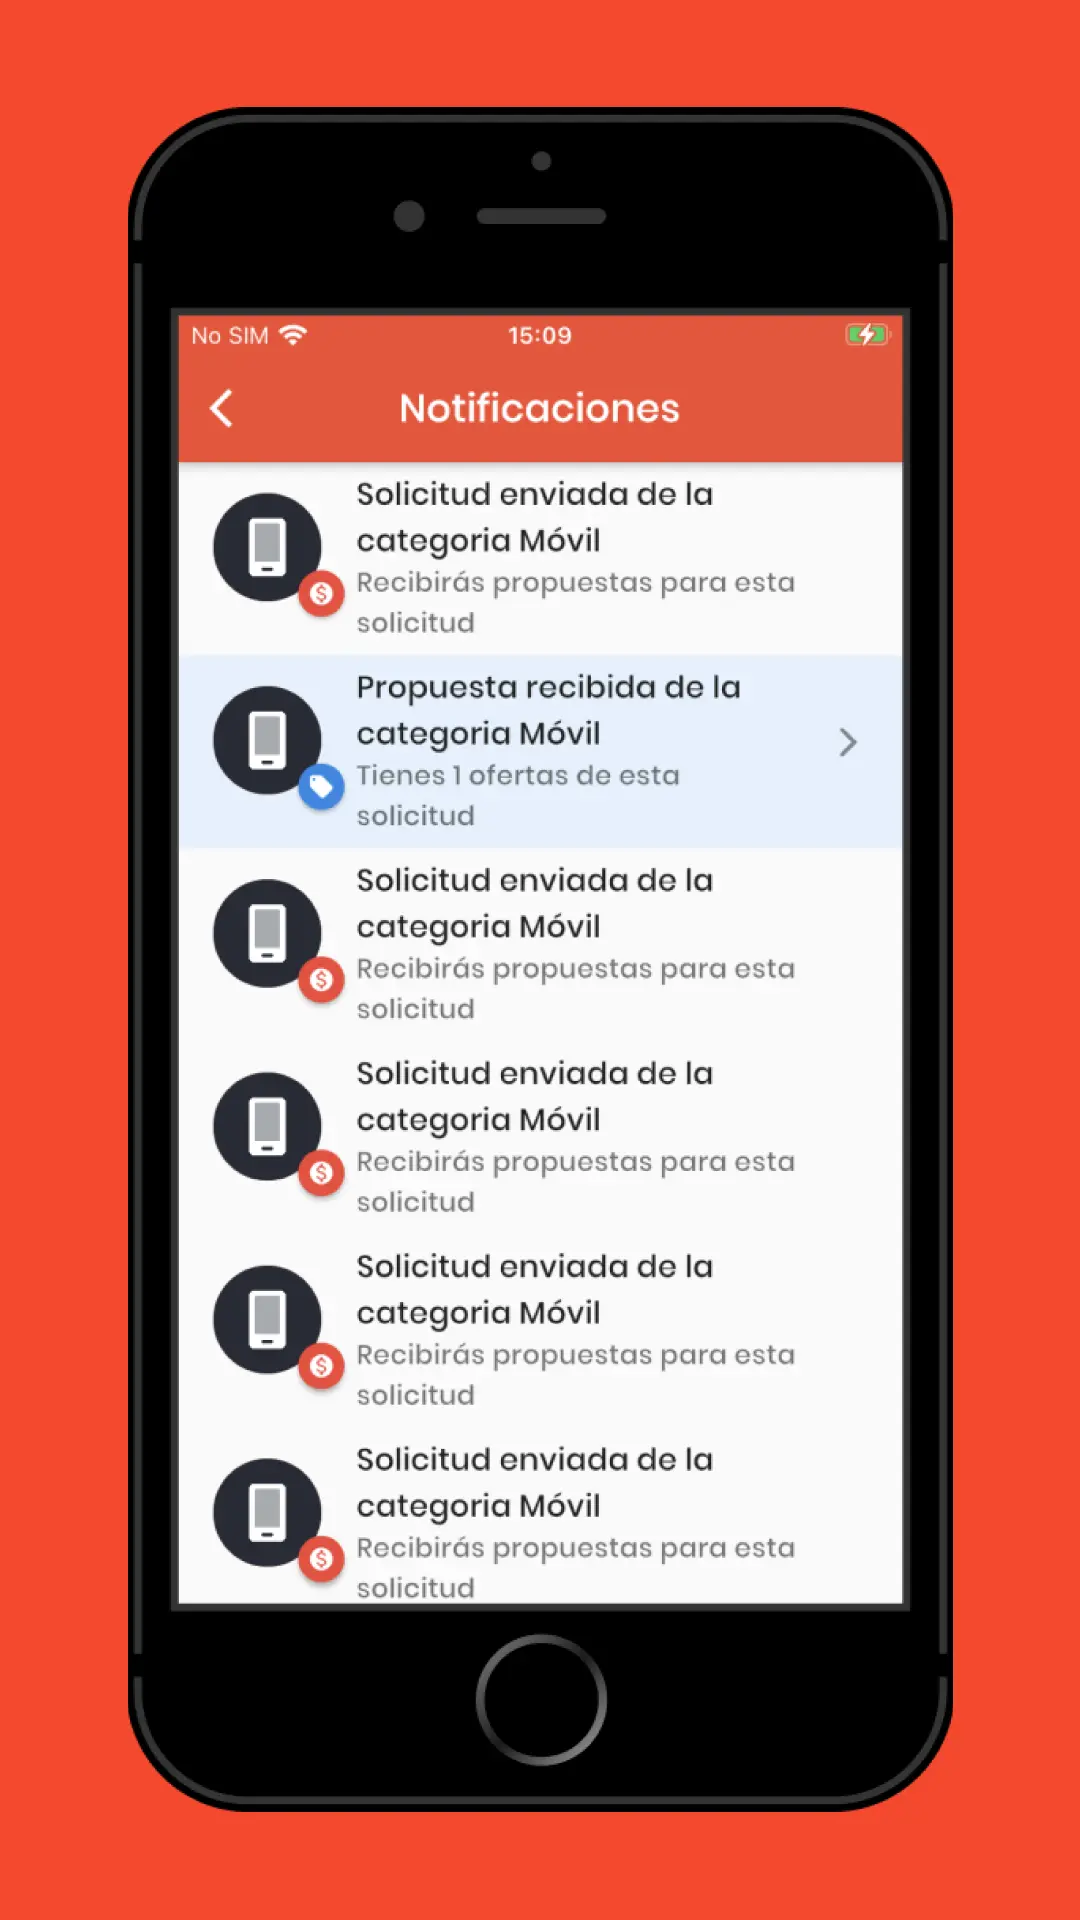 No SIM 15:09
Notificaciones
Solicitud enviada de la
categoria Móvil
Recibirás propuestas para esta
solicitud
Propuesta recibida de la
categoria Móvil
Tienes 1 ofertas de esta
solicitud
Solicitud enviada de la
categoria Móvil
Recibirás propuestas para esta
solicitud
Solicitud enviada de la
categoria Móvil
Recibirás propuestas para esta
solicitud
Solicitud enviada de la
categoria Móvil
Recibirás propuestas para esta
solicitud
Solicitud enviada de la
categoria Móvil
Recibirás propuestas para esta
solicitud